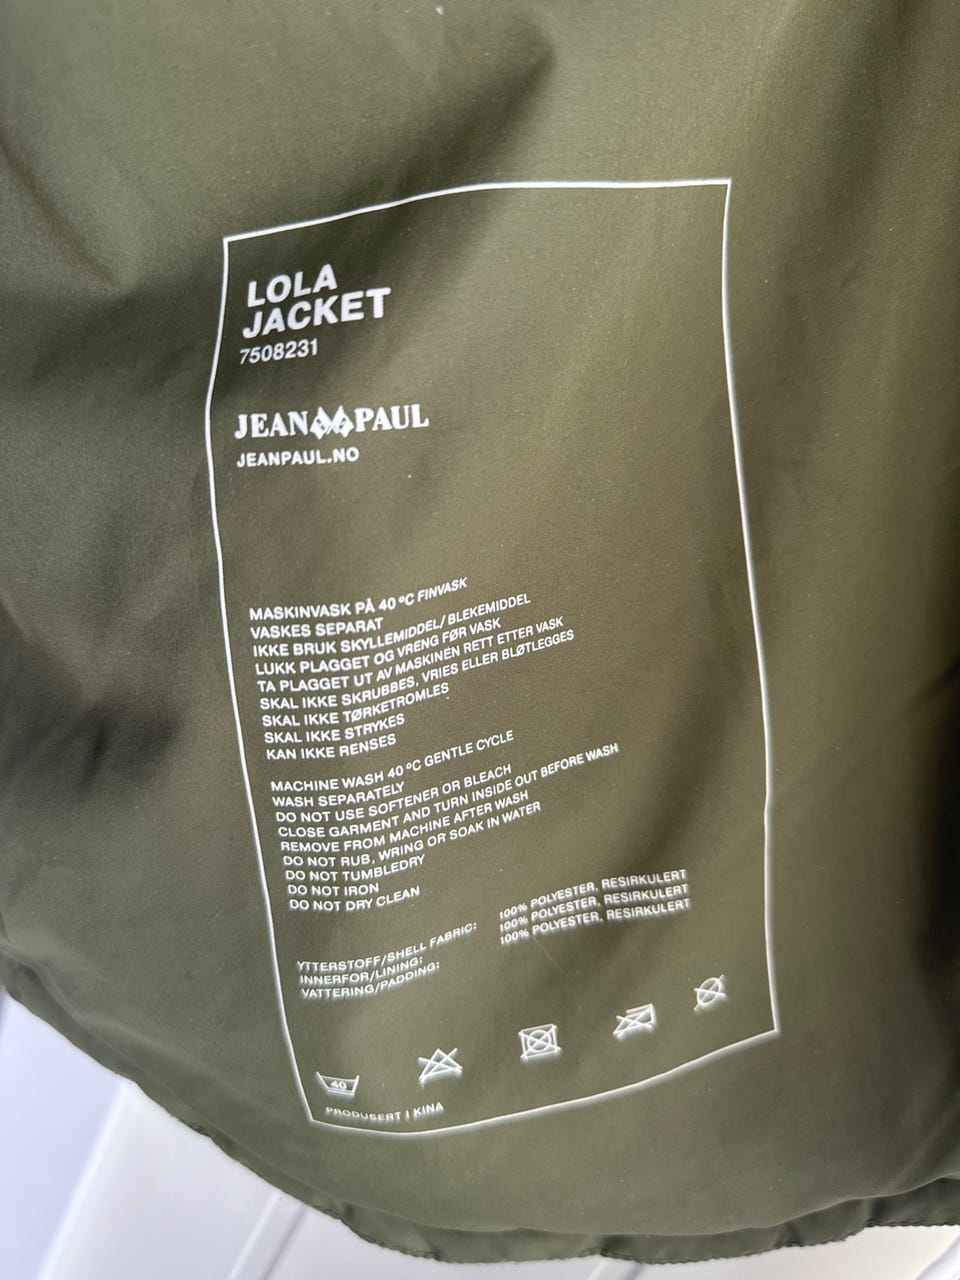 LOLA
JACKET
7508231
JEAN PAUL
JEANPAUL.NO
MASKINVASK PÅ 40 ºC FINVASK
VASKES SEPARAT
IKKE BRUK SKYLLEMIDDEL/BLEKEMIDDEL
LUKK PLAGGET OG VRENG FØR VASK
TA PLAGGET UT AV MASKINEN RETT ETTER VASK
SKAL IKKE SKRUBBES, VRIES ELLER BLØTLEGGES
SKAL IKKE TØRKETROMLES
SKAL IKKE STRYKES
KAN IKKE RENSES
MACHINE WASH 40 ºC GENTLE CYCLE
WASH SEPARATELY
DO NOT USE SOFTENER OR BLEACH
CLOSE GARMENT AND TURN INSIDE OUT BEFORE WASH
REMOVE FROM MACHINE AFTER WASH
DO NOT RUB, WRING OR SOAK IN WATER
DO NOT TUMBLEDRY
DO NOT IRON
DO NOT DRY CLEAN
YTTERSTOFF/SHELL FABRIC: 100% POLYESTER, RESIRKULERT
INNERFOR/LINING: 100% POLYESTER, RESIRKULERT
VATTERING/PADDING: 100% POLYESTER, RESIRKULERT
40
PRODUSERT I KINA